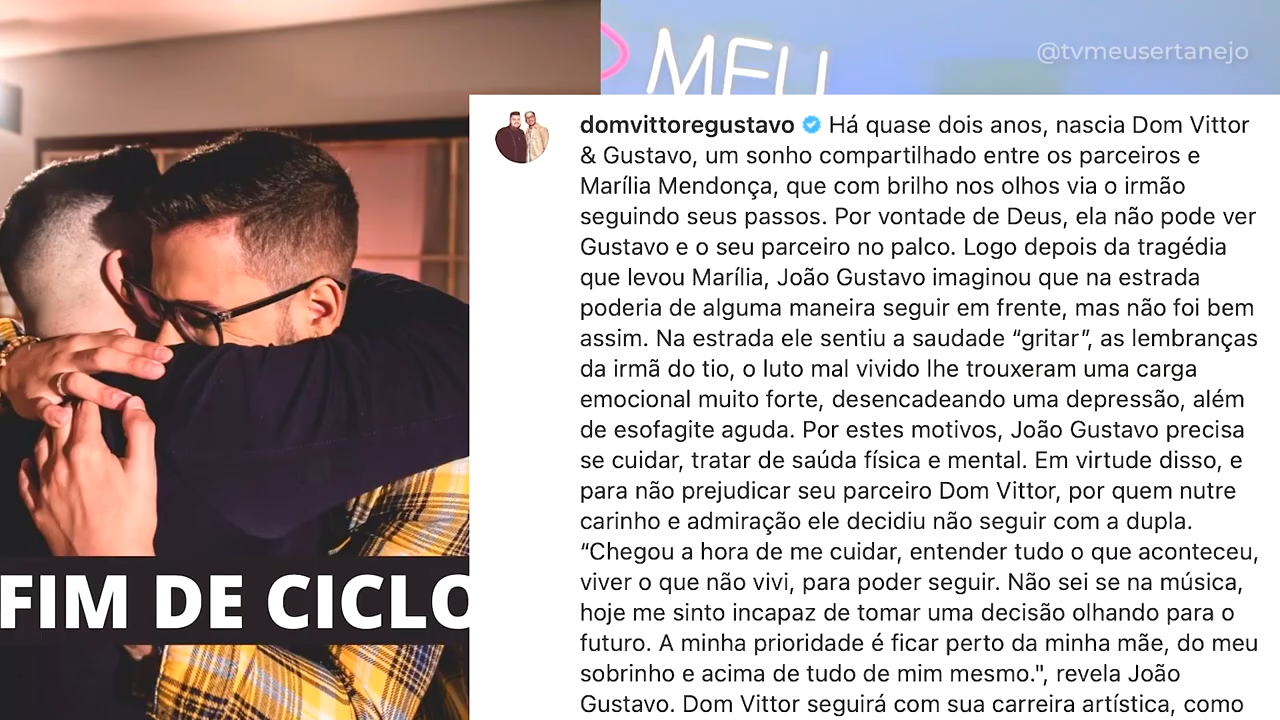 MEU
@tvmeusertanejo
domvittoregustavo Há quase dois anos, nascia Dom Vittor
& Gustavo, um sonho compartilhado entre os parceiros e
Marília Mendonça, que com brilho nos olhos via o irmão
seguindo seus passos. Por vontade de Deus, ela não pode ver
Gustavo e o seu parceiro no palco. Logo depois da tragédia
que levou Marília, João Gustavo imaginou que na estrada
poderia de alguma maneira seguir em frente, mas não foi bem
assim. Na estrada ele sentiu a saudade “gritar”, as lembranças
da irmã do tio, o luto mal vivido lhe trouxeram uma carga
emocional muito forte, desencadeando uma depressão, além
de esofagite aguda. Por estes motivos, João Gustavo precisa
se cuidar, tratar de saúda física e mental. Em virtude disso, e
para não prejudicar seu parceiro Dom Vittor, por quem nutre
carinho e admiração ele decidiu não seguir com a dupla.
“Chegou a hora de me cuidar, entender tudo o que aconteceu,
viver o que não vivi, para poder seguir. Não sei se na música,
hoje me sinto incapaz de tomar uma decisão olhando para o
futuro. A minha prioridade é ficar perto da minha mãe, do meu
sobrinho e acima de tudo de mim mesmo.", revela João
Gustavo. Dom Vittor seguirá com sua carreira artística, como
FIM DE CICLO